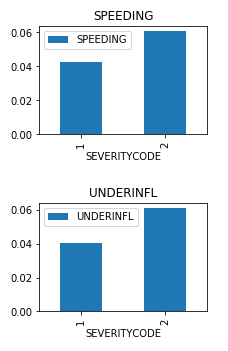 SPEEDING
0.06
SPEEDING
0.04
0.02
0.00
1
2
SEVERITYCODE
UNDERINFL
0.06
UNDERINFL
0.04
0.02
0.00
1
2
SEVERITYCODE